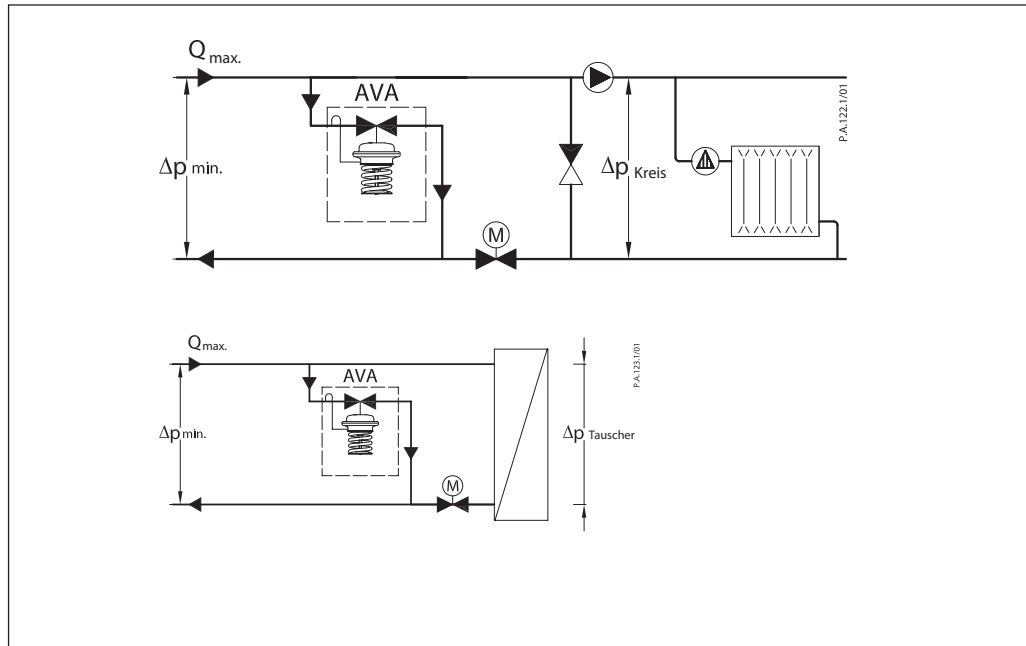 Q max.
AVA
Δp min.
Δp Kreis
M
P.A.122.1/01
Q max.
AVA
Δp min.
Δp Tauscher
M
P.A.123.1/01